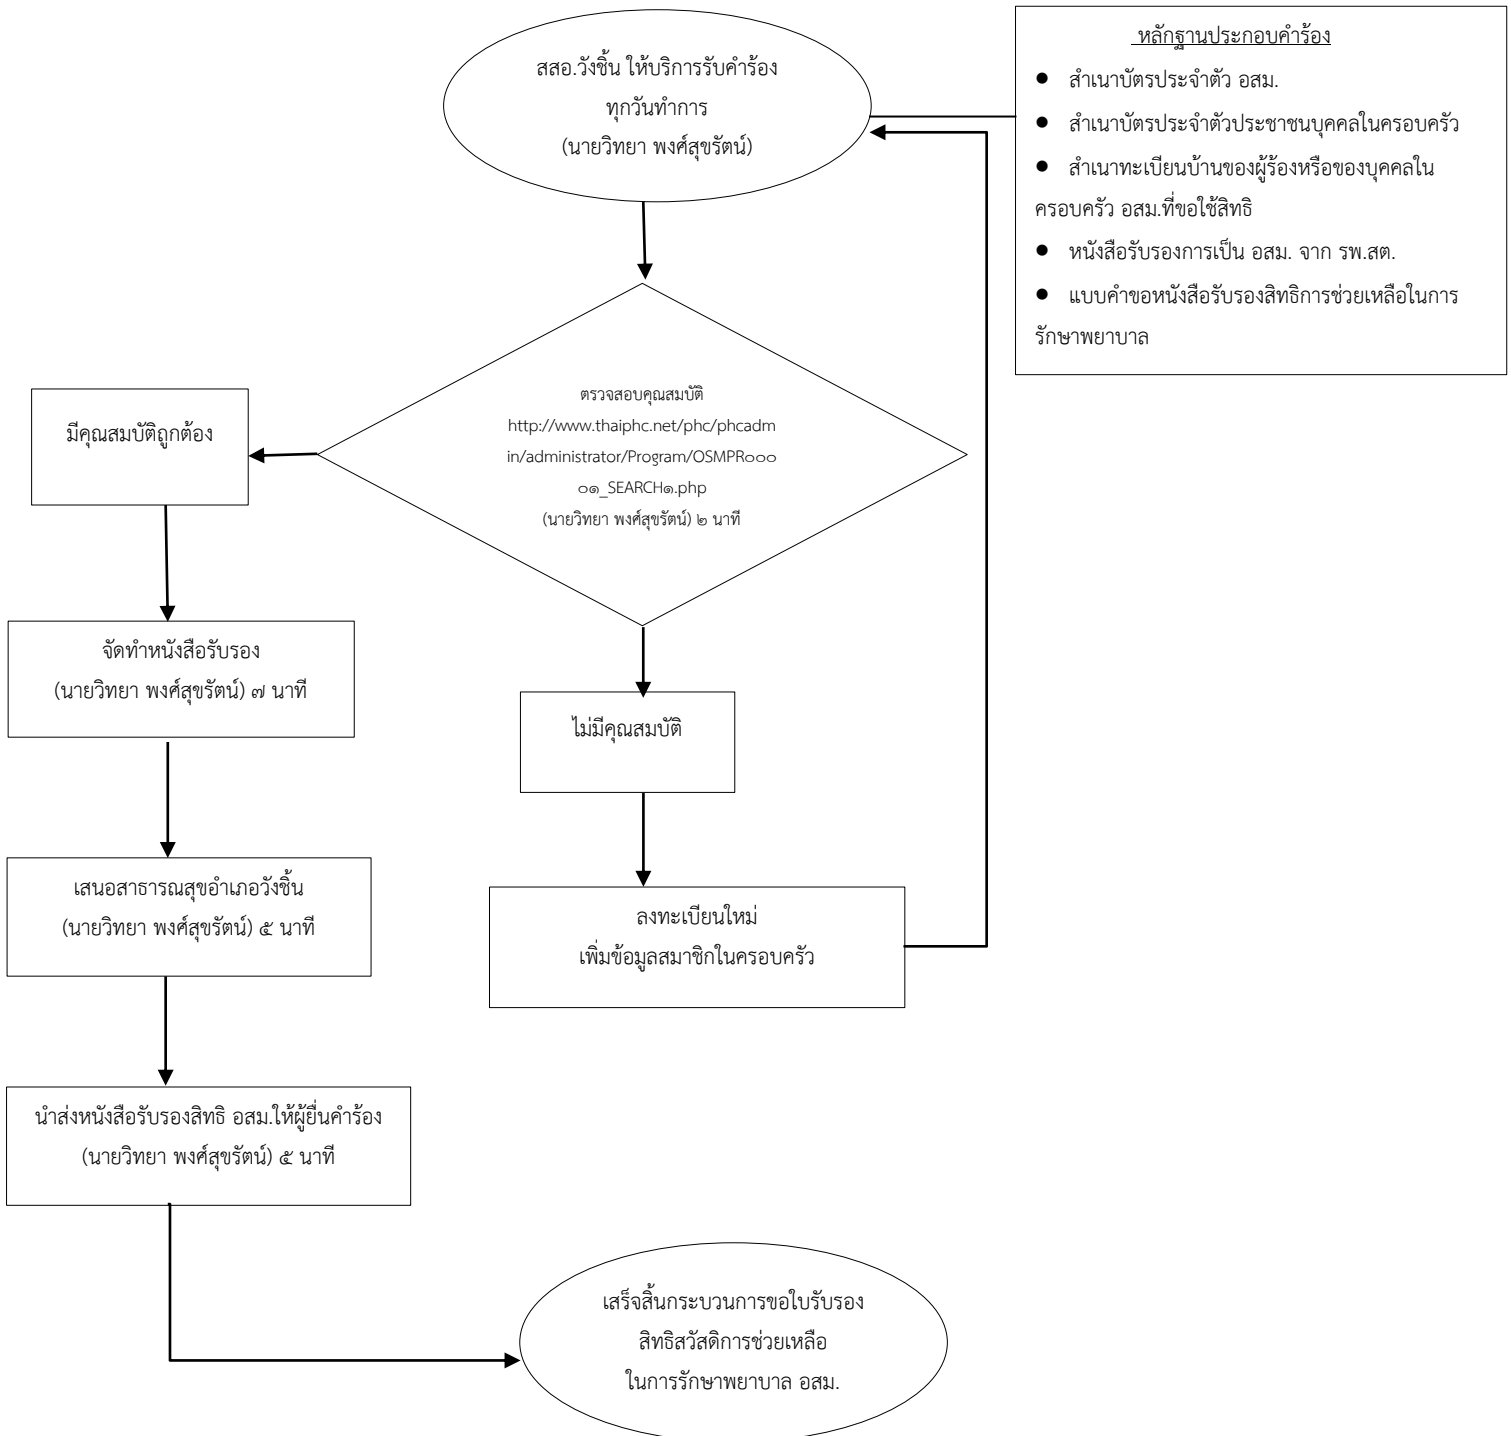 สสอ.วังชิ้น ให้บริการรับคำร้อง
ทุกวันทำการ
(นายวิทยา พงศ์สุขรัตน์)
หลักฐานประกอบคำร้อง
● สำเนาบัตรประจำตัว อสม.
● สำเนาบัตรประจำตัวประชาชนบุคคลในครอบครัว
● สำเนาทะเบียนบ้านของผู้ร้องหรือของบุคคลใน
ครอบครัว อสม.ที่ขอใช้สิทธิ
● หนังสือรับรองการเป็น อสม. จาก รพ.สต.
● แบบคำขอหนังสือรับรองสิทธิการช่วยเหลือในการ
รักษาพยาบาล
ตรวจสอบคุณสมบัติ
http://www.thaiphc.net/phc/phcadm
in/administrator/Program/OSMPR๐๐๐
๐๑_SEARCH๑.php
(นายวิทยา พงศ์สุขรัตน์) ๒ นาที
มีคุณสมบัติถูกต้อง
จัดทำหนังสือรับรอง
(นายวิทยา พงศ์สุขรัตน์) ๗ นาที
ไม่มีคุณสมบัติ
เสนอสาธารณสุขอำเภอวังชิ้น
(นายวิทยา พงศ์สุขรัตน์) ๕ นาที
ลงทะเบียนใหม่
เพิ่มข้อมูลสมาชิกในครอบครัว
นำส่งหนังสือรับรองสิทธิ อสม.ให้ผู้ยื่นคำร้อง
(นายวิทยา พงศ์สุขรัตน์) ๕ นาที
เสร็จสิ้นกระบวนการขอใบรับรอง
สิทธิสวัสดิการช่วยเหลือ
ในการรักษาพยาบาล อสม.